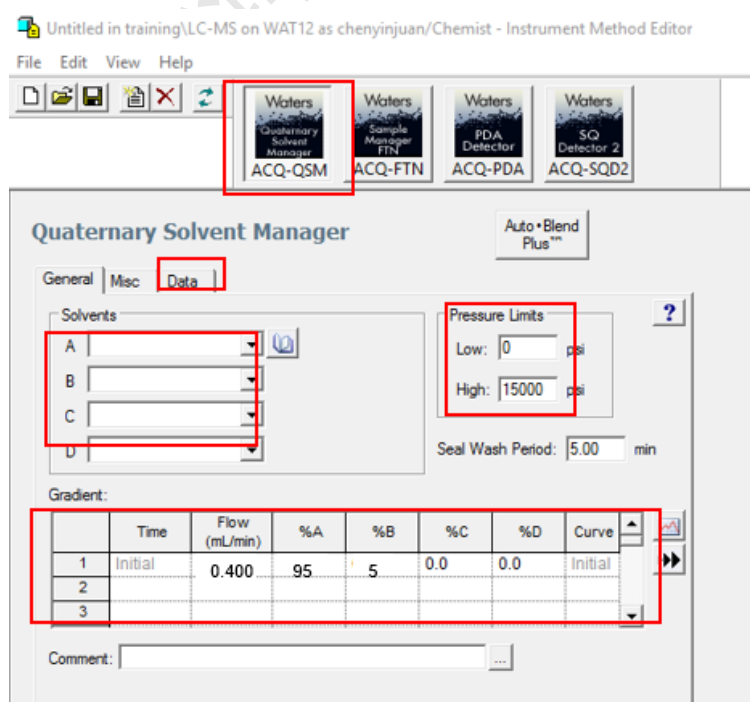 Untitled in training\LC-MS on WAT12 as chenyinjuan/Chemist - Instrument Method Editor
File Edit View Help
Waters Waters Waters Waters
Quaternary Solvent Manager Sample Manager FTN PDA Detector SQ Detector 2
ACQ-QSM ACQ-FTN ACQ-PDA ACQ-SQD2
Quaternary Solvent Manager
Auto•Blend Plus™
General Misc Data
Solvents
A
B
C
D
Pressure Limits
?
Low: 0 psi
High: 15000 psi
Seal Wash Period: 5.00 min
Gradient:
Time Flow (mL/min) %A %B %C %D Curve
1 Initial 0.400 95 5 0.0 0.0 Initial
2
3
Comment: ...